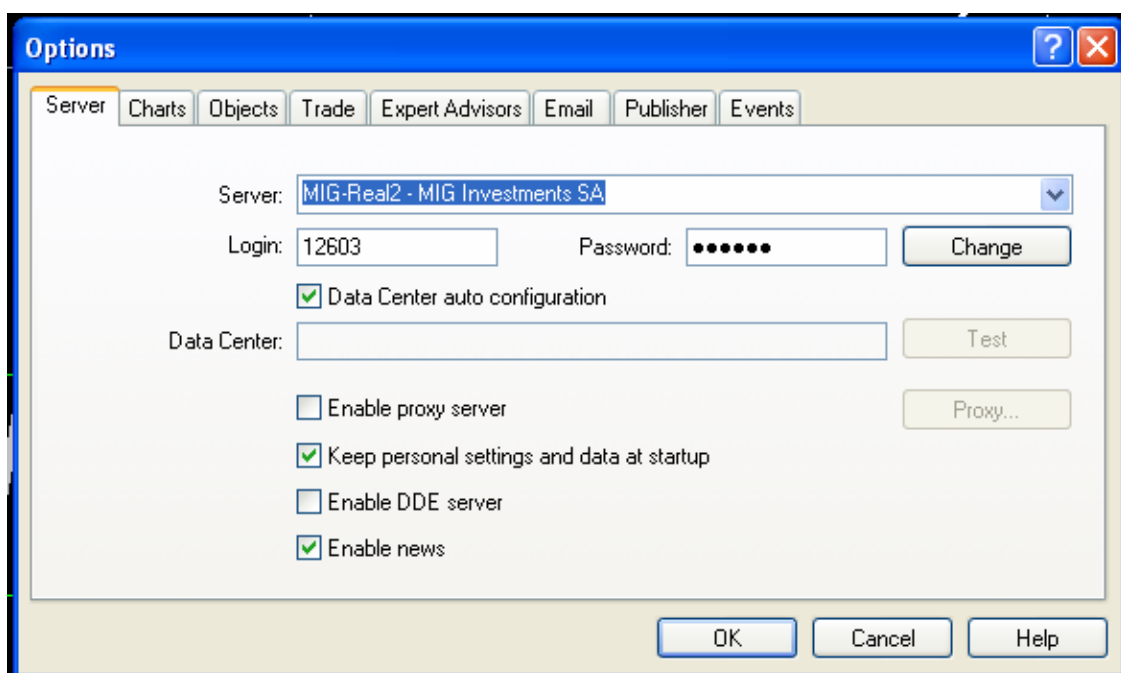 Options
Server Charts Objects Trade Expert Advisors Email Publisher Events
Server: MIG-Real2 - MIG Investments SA
Login: 12603 Password: ●●●●●● Change
Data Center auto configuration
Data Center: Test
Enable proxy server Proxy...
Keep personal settings and data at startup
Enable DDE server
Enable news
OK Cancel Help